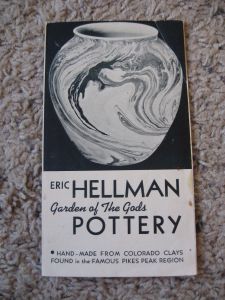 ERIC HELLMAN
Garden of The Gods
POTTERY
• HAND-MADE FROM COLORADO CLAYS
FOUND in the FAMOUS PIKES PEAK REGION